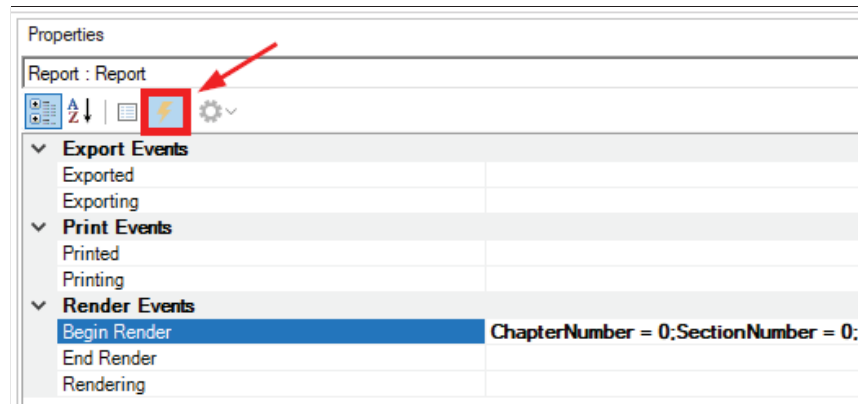 Properties
Report : Report
Export Events
Exported
Exporting
Print Events
Printed
Printing
Render Events
Begin Render ChapterNumber = 0;SectionNumber = 0;
End Render
Rendering